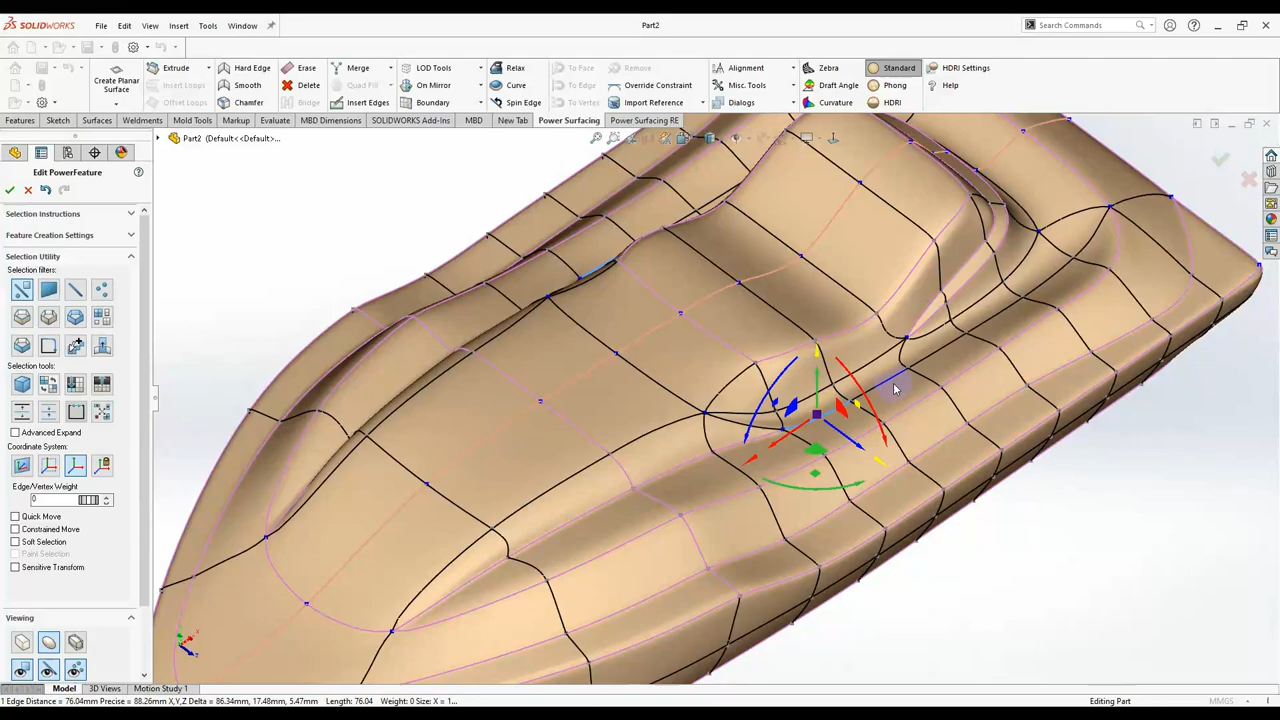 SOLIDWORKS File Edit View Insert Tools Window Part2 Search Commands
Extrude Hard Edge Erase Merge LOD Tools Relax To Face Remove Alignment Zebra Standard HDRI Settings
Create Planar Surface Insert Stops Smooth Delete Quad Fill On Mirror Curve To Edge Override Constraint Misc. Tools Draft Angle Phong Help
Offset Loops Chamfer Bridge Insert Edges Boundary Spin Edge To Vertex Import Reference Dialogs Curvature HDRI
Features Sketch Surfaces Weldments Mold Tools Markup Evaluate MBD Dimensions SOLIDWORKS Add-Ins MBD New Tab Power Surfacing Power Surfacing RE
Part2 (Default<<Default>...
Edit PowerFeature
Selection Instructions
Feature Creation Settings
Selection Utility
Selection filters:
Selection tools:
Advanced Expand
Coordinate System:
Edge/Vertex Weight
0
Quick Move
Constrained Move
Soft Selection
Paint Selection
Sensitive Transform
Viewing
Model 3D Views Motion Study 1
1 Edge Distance = 76.04mm Precise = 88.26mm X,Y,Z Delta = 86.34mm, 17.48mm, 5.47mm Length: 76.04 Weight: 0 Size: X = 1... Editing Part MMGS